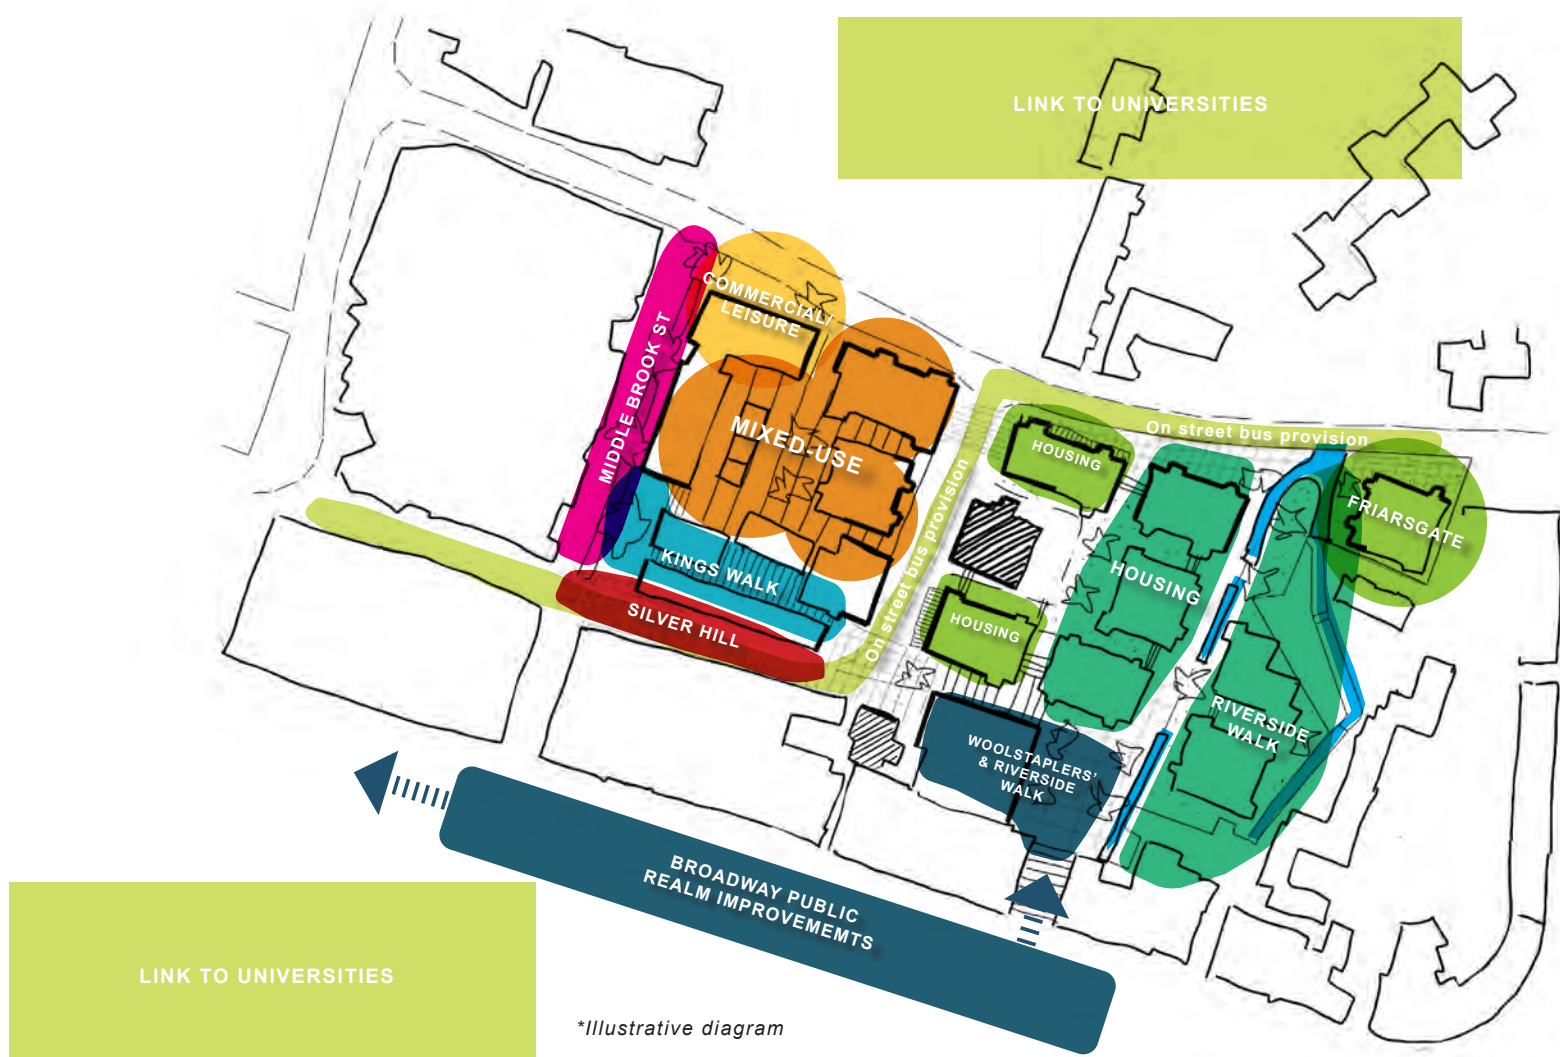 LINK TO UNIVERSITIES
COMMERCIAL/
LEISURE
MIDDLE BROOK ST
MIXED-USE
On street bus provision
HOUSING
On street bus provision
FRIARSGATE
KINGS WALK
HOUSING
SILVER HILL
HOUSING
RIVERSIDE
WALK
WOOLSTAPLERS'
& RIVERSIDE
WALK
BROADWAY PUBLIC
REALM IMPROVEMEMTS
LINK TO UNIVERSITIES
*Illustrative diagram